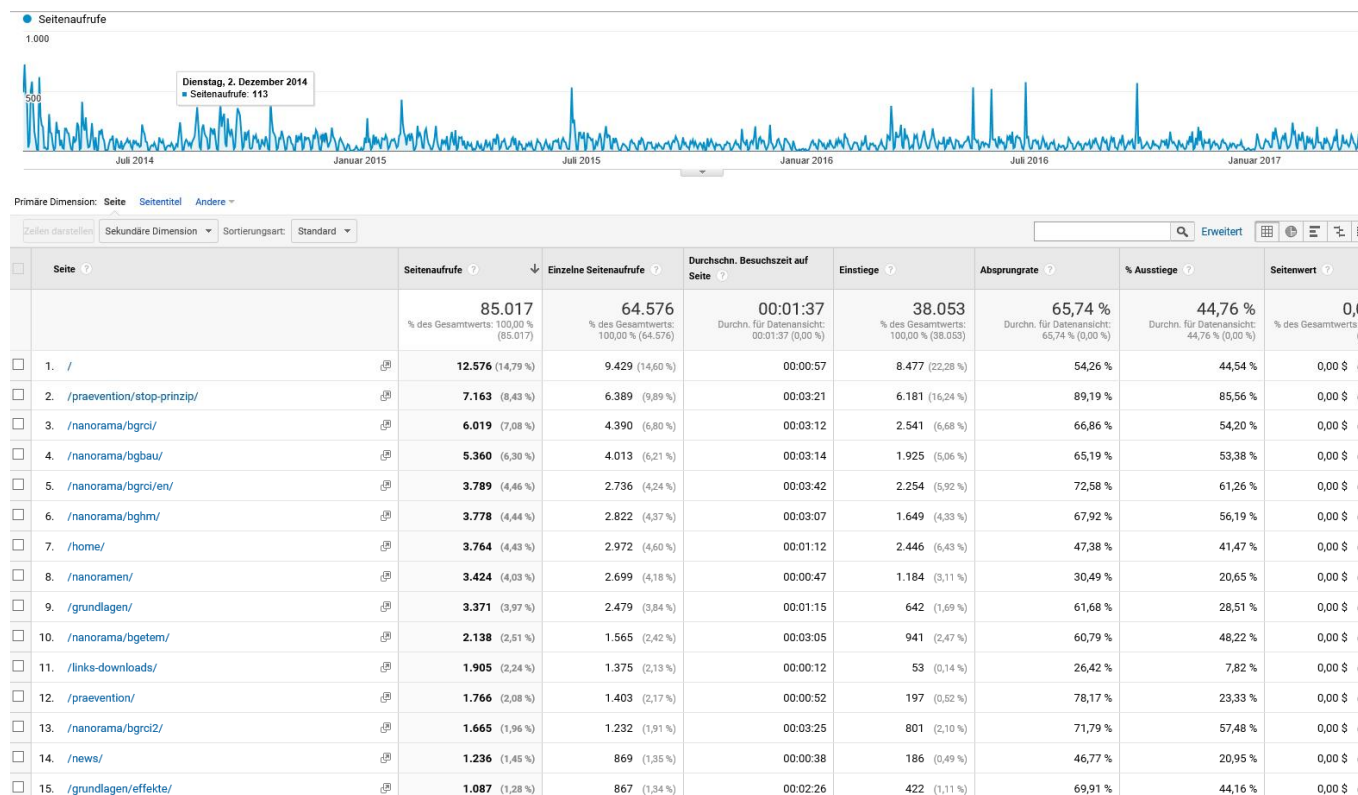 Seitenaufrufe
1.000
500
Dienstag, 2. Dezember 2014
Seitenaufrufe: 113
Juli 2014 Januar 2015 Juli 2015 Januar 2016 Juli 2016 Januar 2017
Primäre Dimension: Seite Seitentitel Andere
Zeilen darstellen Sekundäre Dimension Sortierungsart: Standard Erweitert
Seite ? Seitenaufrufe ? Einzelne Seitenaufrufe ? Durchschn. Besuchszeit auf Seite ? Einstiege ? Absprungrate ? % Ausstiege ? Seitenwert ?
85.017 64.576 00:01:37 38.053 65,74 % 44,76 %
% des Gesamtwerts: 100,00 % (85.017) % des Gesamtwerts: 100,00 % (64.576) Durchn. für Datenansicht: 00:01:37 (0,00 %) % des Gesamtwerts: 100,00 % (38.053) Durchn. für Datenansicht: 65,74 % (0,00 %) Durchn. für Datenansicht: 44,76 % (0,00 %) % des Gesamtwerts
1. / 12.576 (14,79 %) 9.429 (14,60 %) 00:00:57 8.477 (22,28 %) 54,26 % 44,54 % 0,00 $
2. /praevention/stop-prinzip/ 7.163 (8,43 %) 6.389 (9,89 %) 00:03:21 6.181 (16,24 %) 89,19 % 85,56 % 0,00 $
3. /nanorama/bgrci/ 6.019 (7,08 %) 4.390 (6,80 %) 00:03:12 2.541 (6,68 %) 66,86 % 54,20 % 0,00 $
4. /nanorama/bgbau/ 5.360 (6,30 %) 4.013 (6,21 %) 00:03:14 1.925 (5,06 %) 65,19 % 53,38 % 0,00 $
5. /nanorama/bgrci/en/ 3.789 (4,46 %) 2.736 (4,24 %) 00:03:42 2.254 (5,92 %) 72,58 % 61,26 % 0,00 $
6. /nanorama/bghm/ 3.778 (4,44 %) 2.822 (4,37 %) 00:03:07 1.649 (4,33 %) 67,92 % 56,19 % 0,00 $
7. /home/ 3.764 (4,43 %) 2.972 (4,60 %) 00:01:12 2.446 (6,43 %) 47,38 % 41,47 % 0,00 $
8. /nanoramen/ 3.424 (4,03 %) 2.699 (4,18 %) 00:00:47 1.184 (3,11 %) 30,49 % 20,65 % 0,00 $
9. /grundlagen/ 3.371 (3,97 %) 2.479 (3,84 %) 00:01:15 642 (1,69 %) 61,68 % 28,51 % 0,00 $
10. /nanorama/bgetem/ 2.138 (2,51 %) 1.565 (2,42 %) 00:03:05 941 (2,47 %) 60,79 % 48,22 % 0,00 $
11. /links-downloads/ 1.905 (2,24 %) 1.375 (2,13 %) 00:00:12 53 (0,14 %) 26,42 % 7,82 % 0,00 $
12. /praevention/ 1.766 (2,08 %) 1.403 (2,17 %) 00:00:52 197 (0,52 %) 78,17 % 23,33 % 0,00 $
13. /nanorama/bgrci2/ 1.665 (1,96 %) 1.232 (1,91 %) 00:03:25 801 (2,10 %) 71,79 % 57,48 % 0,00 $
14. /news/ 1.236 (1,45 %) 869 (1,35 %) 00:00:38 186 (0,49 %) 46,77 % 20,95 % 0,00 $
15. /grundlagen/effekte/ 1.087 (1,28 %) 867 (1,34 %) 00:02:26 422 (1,11 %) 69,91 % 44,16 % 0,00 $